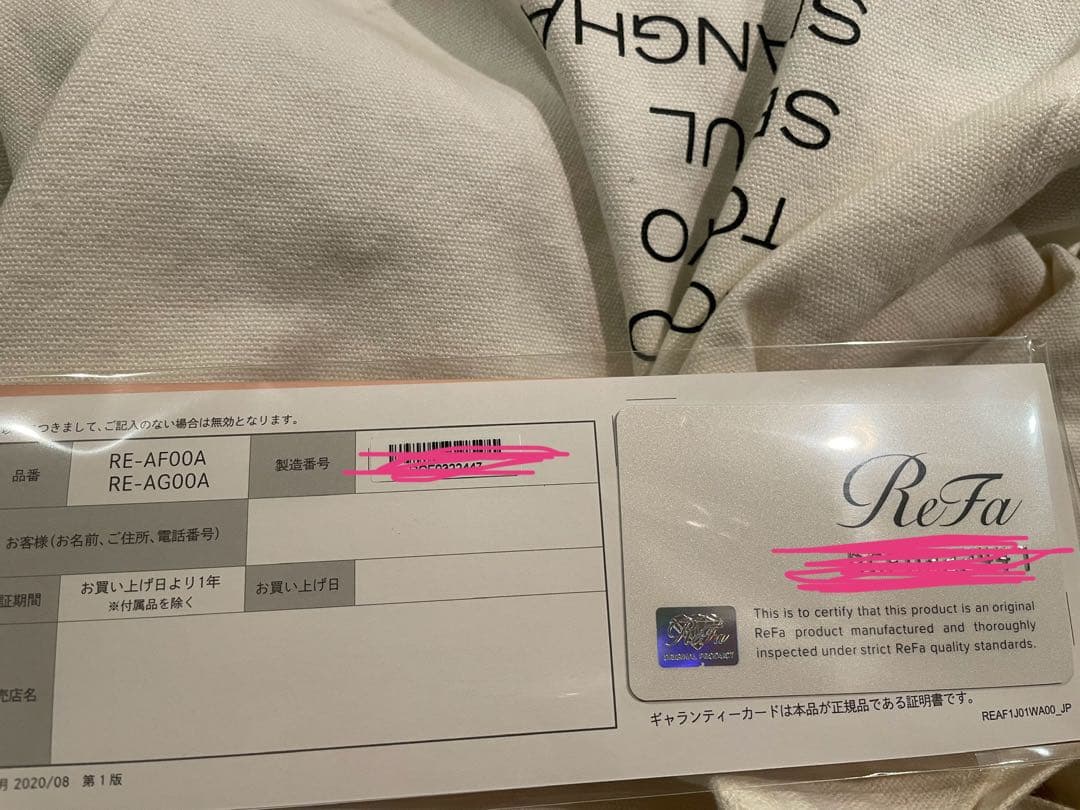 SHANGHA
SEOUL
TOKYO
つきまして、ご記入のない場合は無効となります。
品番
RE-AF00A
RE-AG00A
製造番号
お客様(お名前、ご住所、電話番号)
証期間
お買い上げ日より1年
※付属品を除く
お買い上げ日
売店名
月 2020/08 第1版
ReFa
ReFa
ORIGINAL PRODUCT
This is to certify that this product is an original
ReFa product manufactured and thoroughly
inspected under strict ReFa quality standards.
ギャランティーカードは本品が正規品である証明書です。
REAF1J01WA00_JP